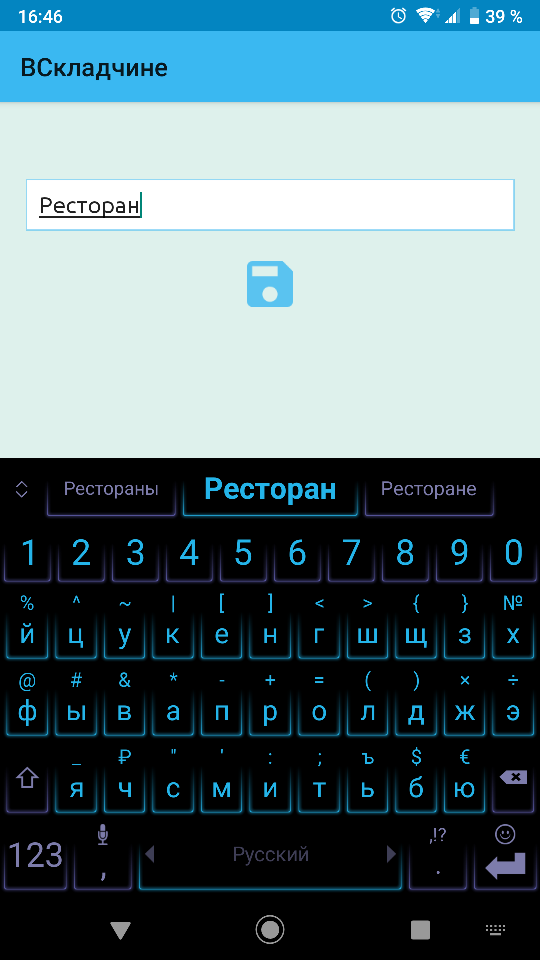 16:46 39 %
ВСкладчине
Ресторан
Рестораны Ресторан Ресторане
1 2 3 4 5 6 7 8 9 0
% ^ ~ | [ ] < > { } №
й ц у к е н г ш щ з х
@ # & * - + = ( ) × ÷
ф ы в а п р о л д ж э
_ ₽ " ' : ; ъ $ €
я ч с м и т ь б ю
,!?
123 , Русский .